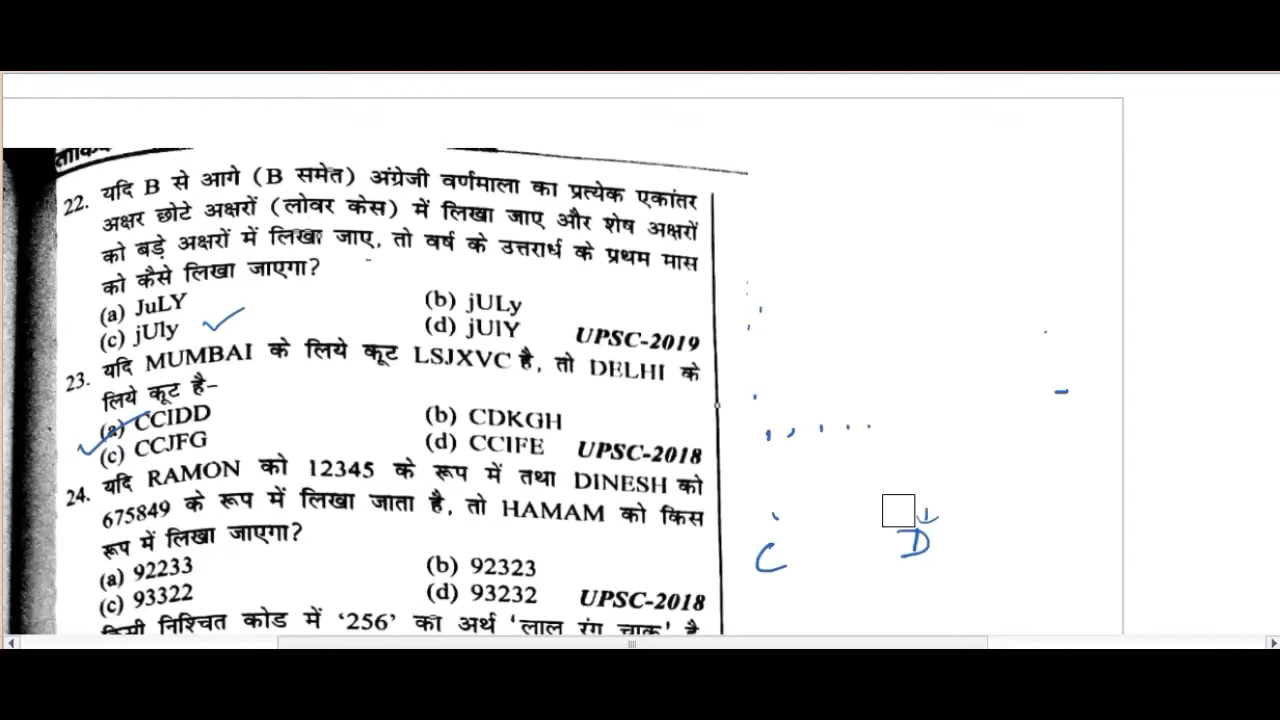 22. यदि B से आगे (B समेत) अंग्रेजी वर्णमाला का प्रत्येक एकांतर
अक्षर छोटे अक्षरों (लोवर केस) में लिखा जाए और शेष अक्षरों
को बड़े अक्षरों में लिखा जाए, तो वर्ष के उत्तरार्ध के प्रथम मास
को कैसे लिखा जाएगा?
(a) JuLY (b) jULy
(c) jUly (d) jUlY UPSC-2019
23. यदि MUMBAI के लिये कूट LSJXVC है, तो DELHI के
लिये कूट है–
(a) CCIDD (b) CDKGH
(c) CCJFG (d) CCIFE UPSC-2018
24. यदि RAMON को 12345 के रूप में तथा DINESH को
675849 के रूप में लिखा जाता है, तो HAMAM को किस
रूप में लिखा जाएगा?
(a) 92233 (b) 92323
(c) 93322 (d) 93232 UPSC-2018
निश्चित कोड में ‘256’ का अर्थ ‘लाल रंग चाक’ है
C D